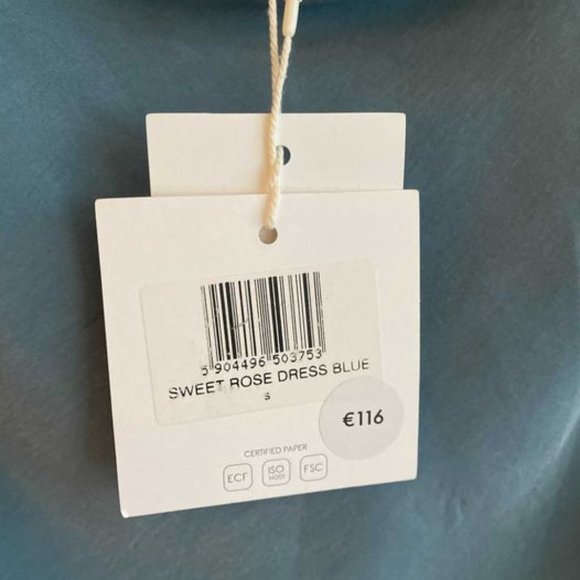 5 904496 503753
SWEET ROSE DRESS BLUE
S
€116
CERTIFIED PAPER
ECF
ISO
14001
FSC